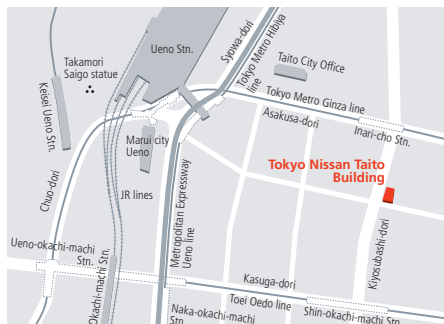 Ueno Stn.
Takamori
Saigo statue
Keisei Ueno Stn.
Syowa-dori
Tokyo Metro Hibiya
line
Taito City Office
Tokyo Metro Ginza line
Asakusa-dori
Inari-cho Stn.
Marui city
Ueno
Tokyo Nissan Taito
Building
Chuo-dori
JR lines
Metropolitan Expressway
Ueno line
Kiyosubashi-dori
Ueno-okachi-machi
Stn.
Okachi-machi Stn.
Kasuga-dori
Toei Oedo line
Naka-okachi-machi
Stn.
Shin-okachi-machi Stn.